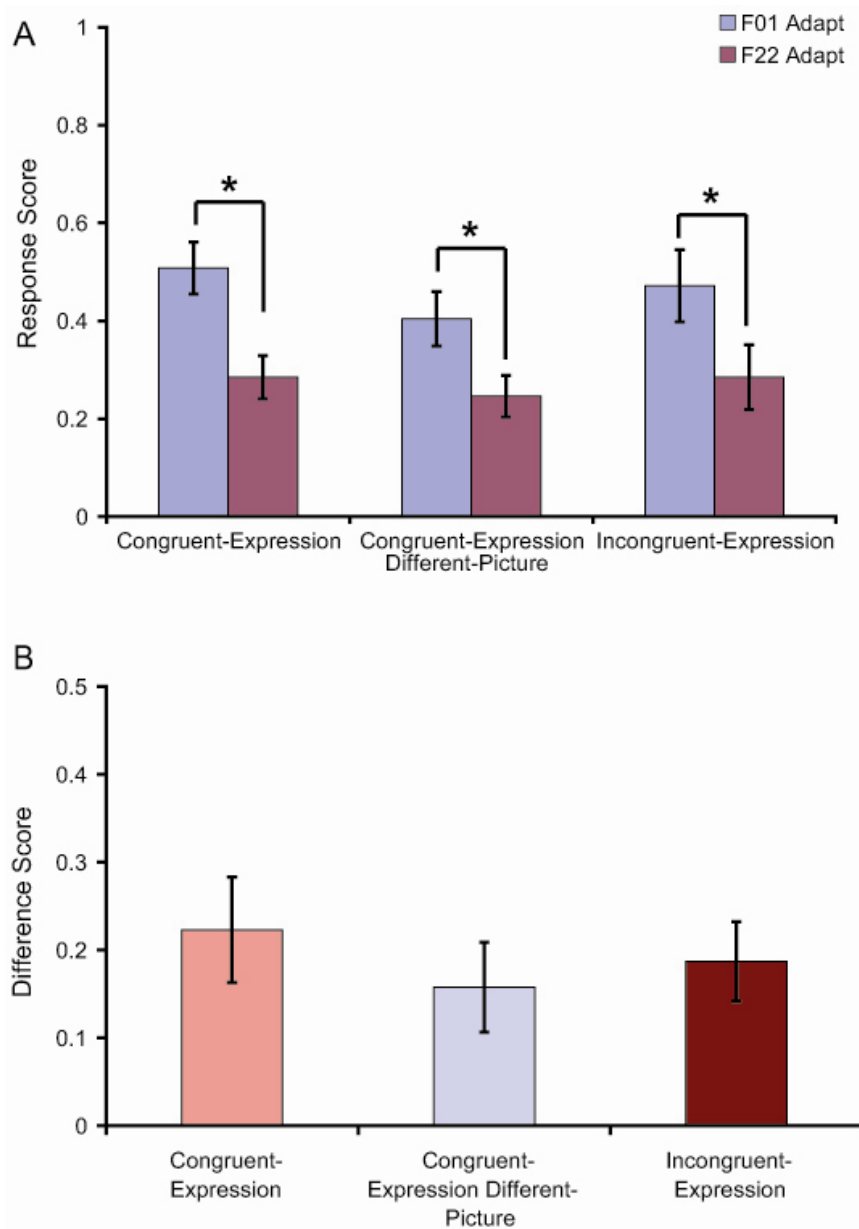 A
F01 Adapt
F22 Adapt
Response Score
1
0.8
0.6
0.4
0.2
0
*
*
*
Congruent-Expression
Congruent-Expression
Different-Picture
Incongruent-Expression
B
Difference Score
0.5
0.4
0.3
0.2
0.1
0
Congruent-
Expression
Congruent-
Expression Different-
Picture
Incongruent-
Expression